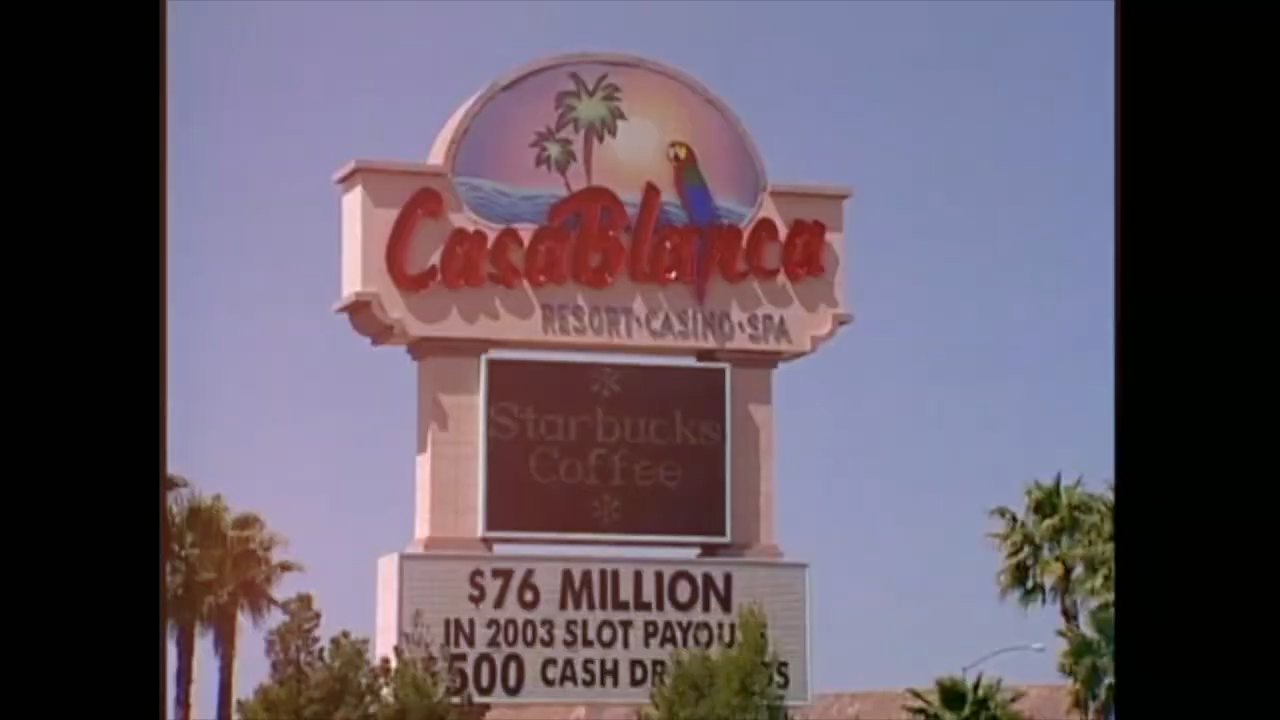 CasaBlanca
RESORT·CASINO·SPA
Starbucks
Coffee
$76 MILLION
IN 2003 SLOT
500 CASH